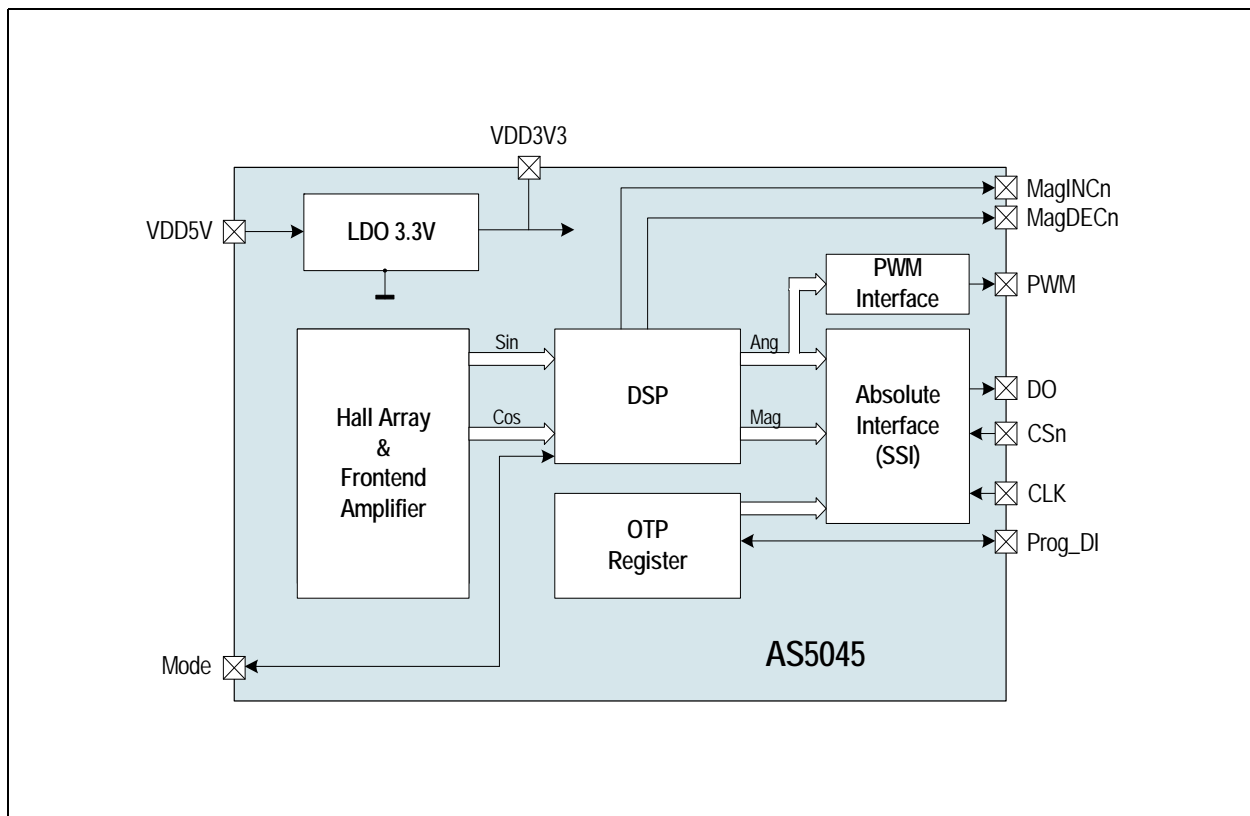 VDD3V3
MagINCn
MagDECn
VDD5V
LDO 3.3V
PWM
Interface
PWM
Sin
Ang
Hall Array
&
Frontend
Amplifier
DSP
Absolute
Interface
(SSI)
DO
Cos
Mag
CSn
CLK
OTP
Register
Prog_DI
Mode
AS5045